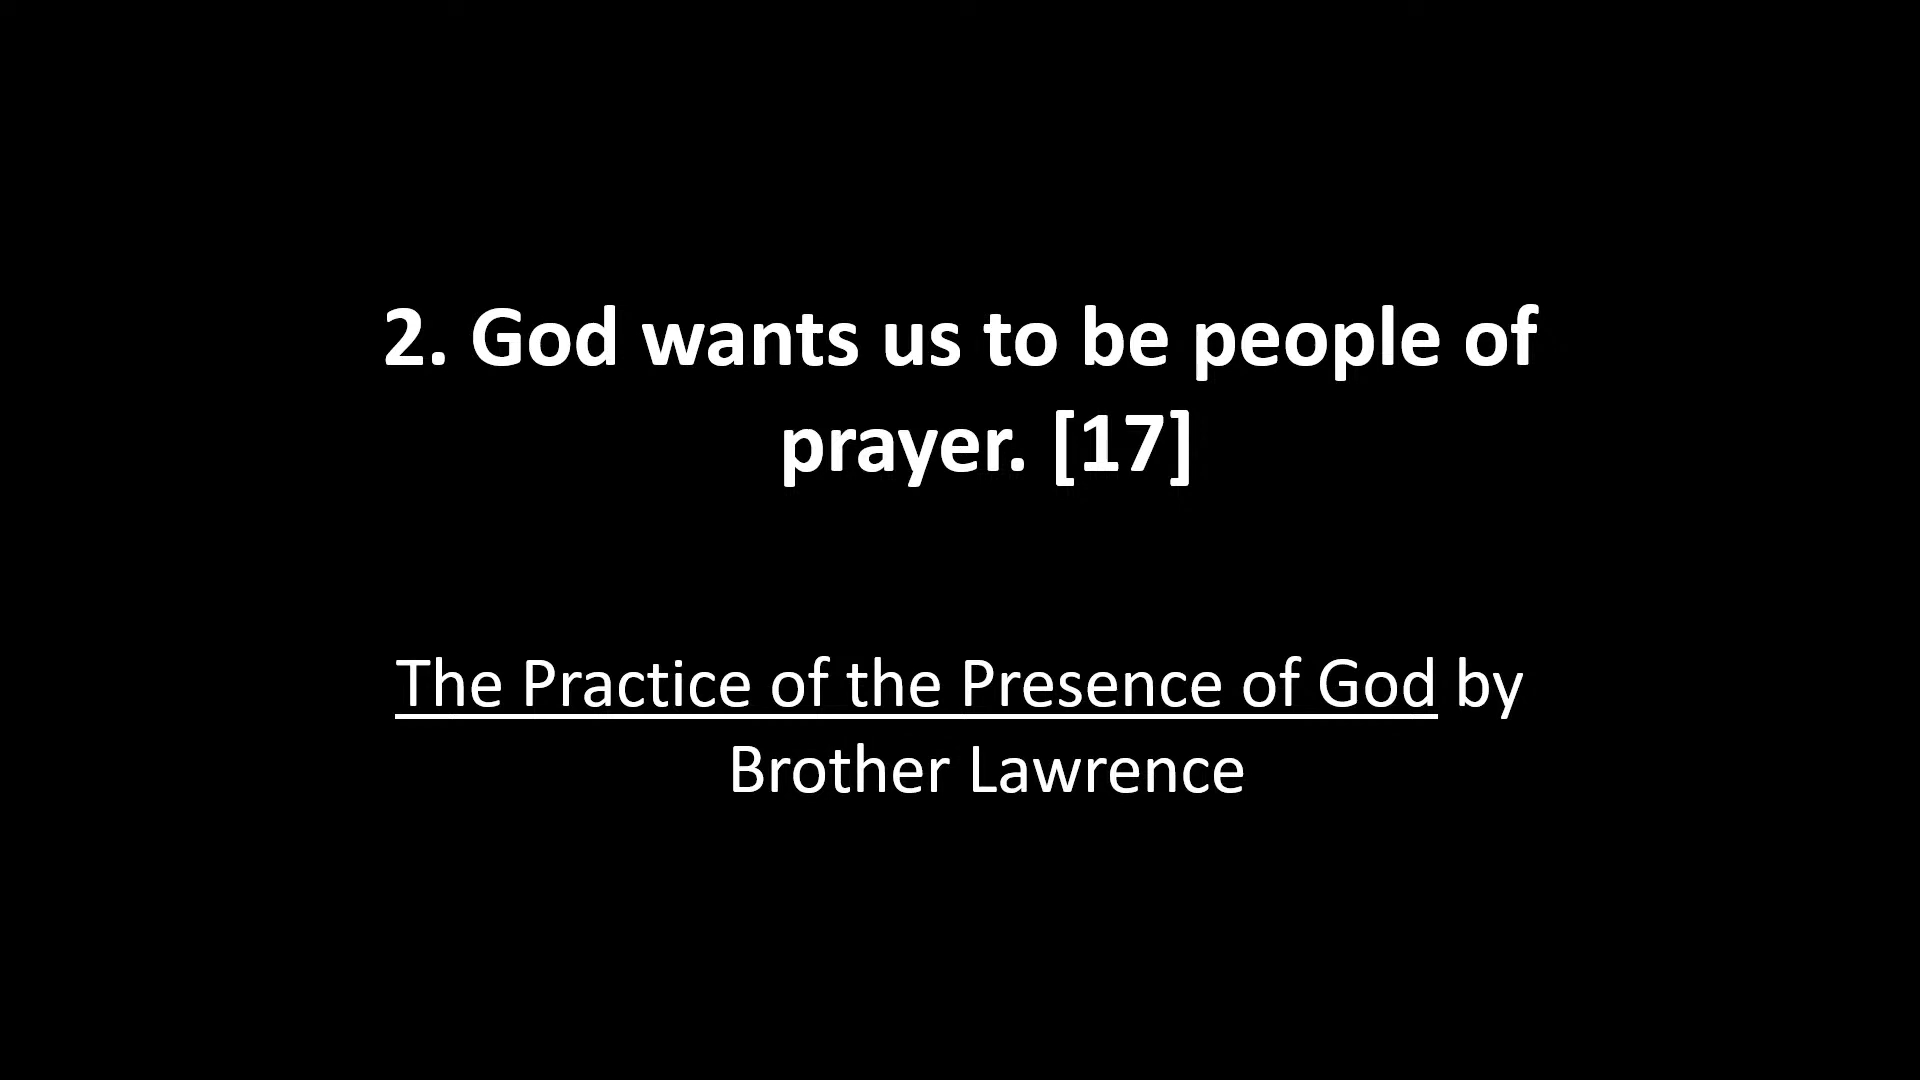 2. God wants us to be people of
prayer. [17]
The Practice of the Presence of God by
Brother Lawrence